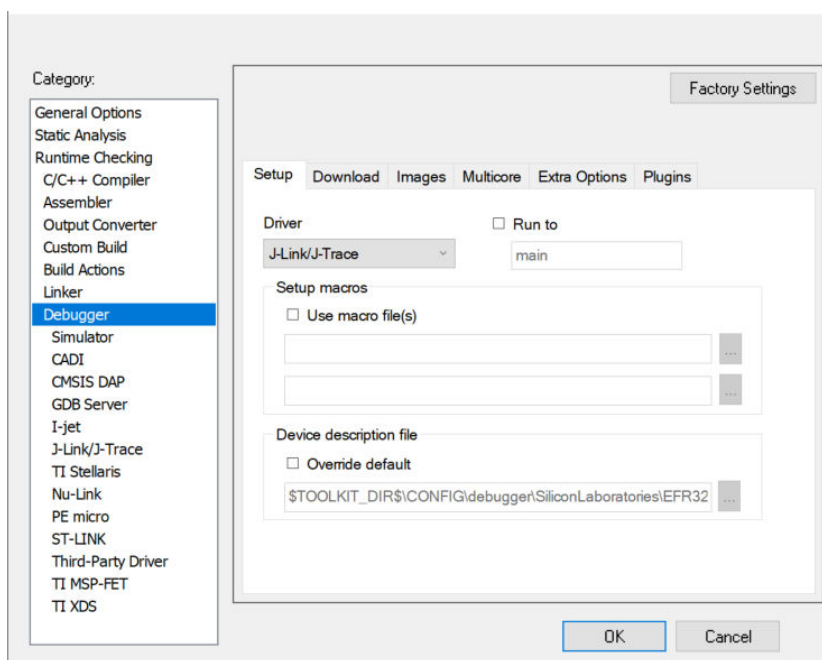 Category:
General Options
Static Analysis
Runtime Checking
C/C++ Compiler
Assembler
Output Converter
Custom Build
Build Actions
Linker
Debugger
Simulator
CADI
CMSIS DAP
GDB Server
I-jet
J-Link/J-Trace
TI Stellaris
Nu-Link
PE micro
ST-LINK
Third-Party Driver
TI MSP-FET
TI XDS
Factory Settings
Setup Download Images Multicore Extra Options Plugins
Driver
J-Link/J-Trace
Run to
main
Setup macros
Use macro file(s)
...
...
Device description file
Override default
$TOOLKIT_DIR$\CONFIG\debugger\SiliconLaboratories\EFR32
...
OK Cancel